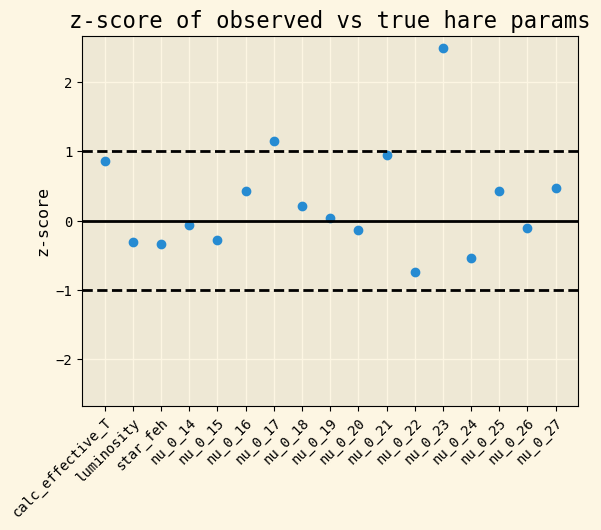 z-score of observed vs true hare params
z-score
2
1
0
−1
−2
calc_effective_T
luminosity
star_feh
nu_0_14
nu_0_15
nu_0_16
nu_0_17
nu_0_18
nu_0_19
nu_0_20
nu_0_21
nu_0_22
nu_0_23
nu_0_24
nu_0_25
nu_0_26
nu_0_27